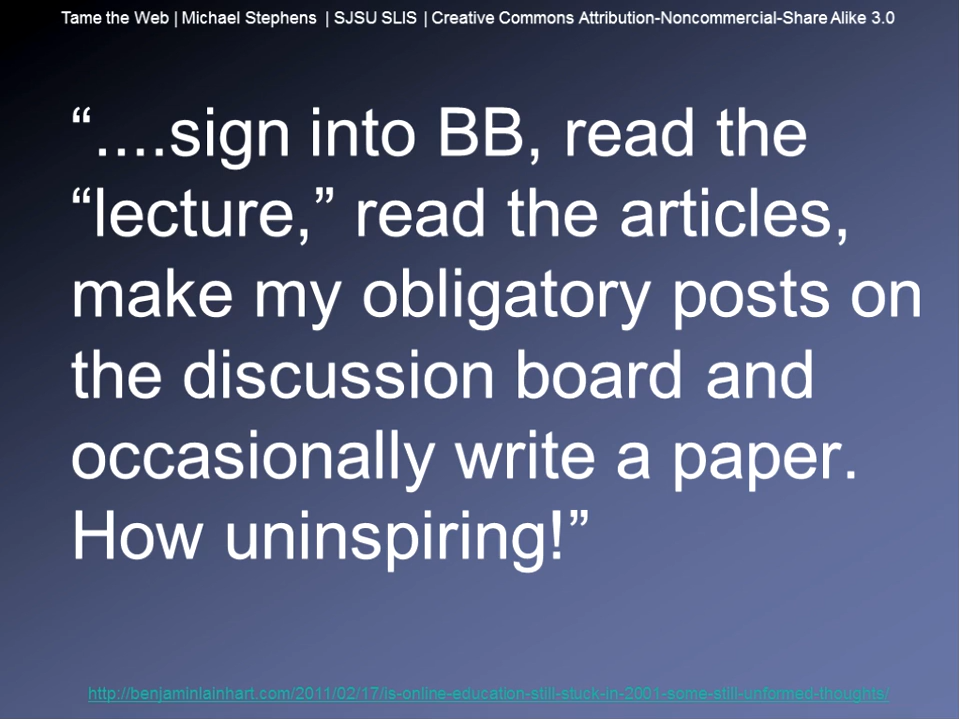 Tame the Web | Michael Stephens | SJSU SLIS | Creative Commons Attribution-Noncommercial-Share Alike 3.0
“....sign into BB, read the
“lecture,” read the articles,
make my obligatory posts on
the discussion board and
occasionally write a paper.
How uninspiring!”
http://benjaminlainhart.com/2011/02/17/is-online-education-still-stuck-in-2001-some-still-unformed-thoughts/